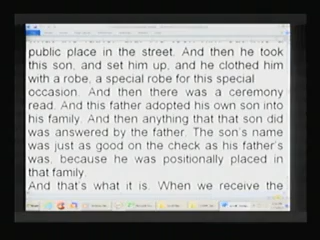 public place in the street. And then he took
this son, and set him up, and he clothed him
with a robe, a special robe for this special
occasion. And then there was a ceremony
read. And this father adopted his own son into
his family. And then anything that that son did
was answered by the father. The son's name
was just as good on the check as his father's
was, because he was positionally placed in
that family.
And that's what it is. When we receive the